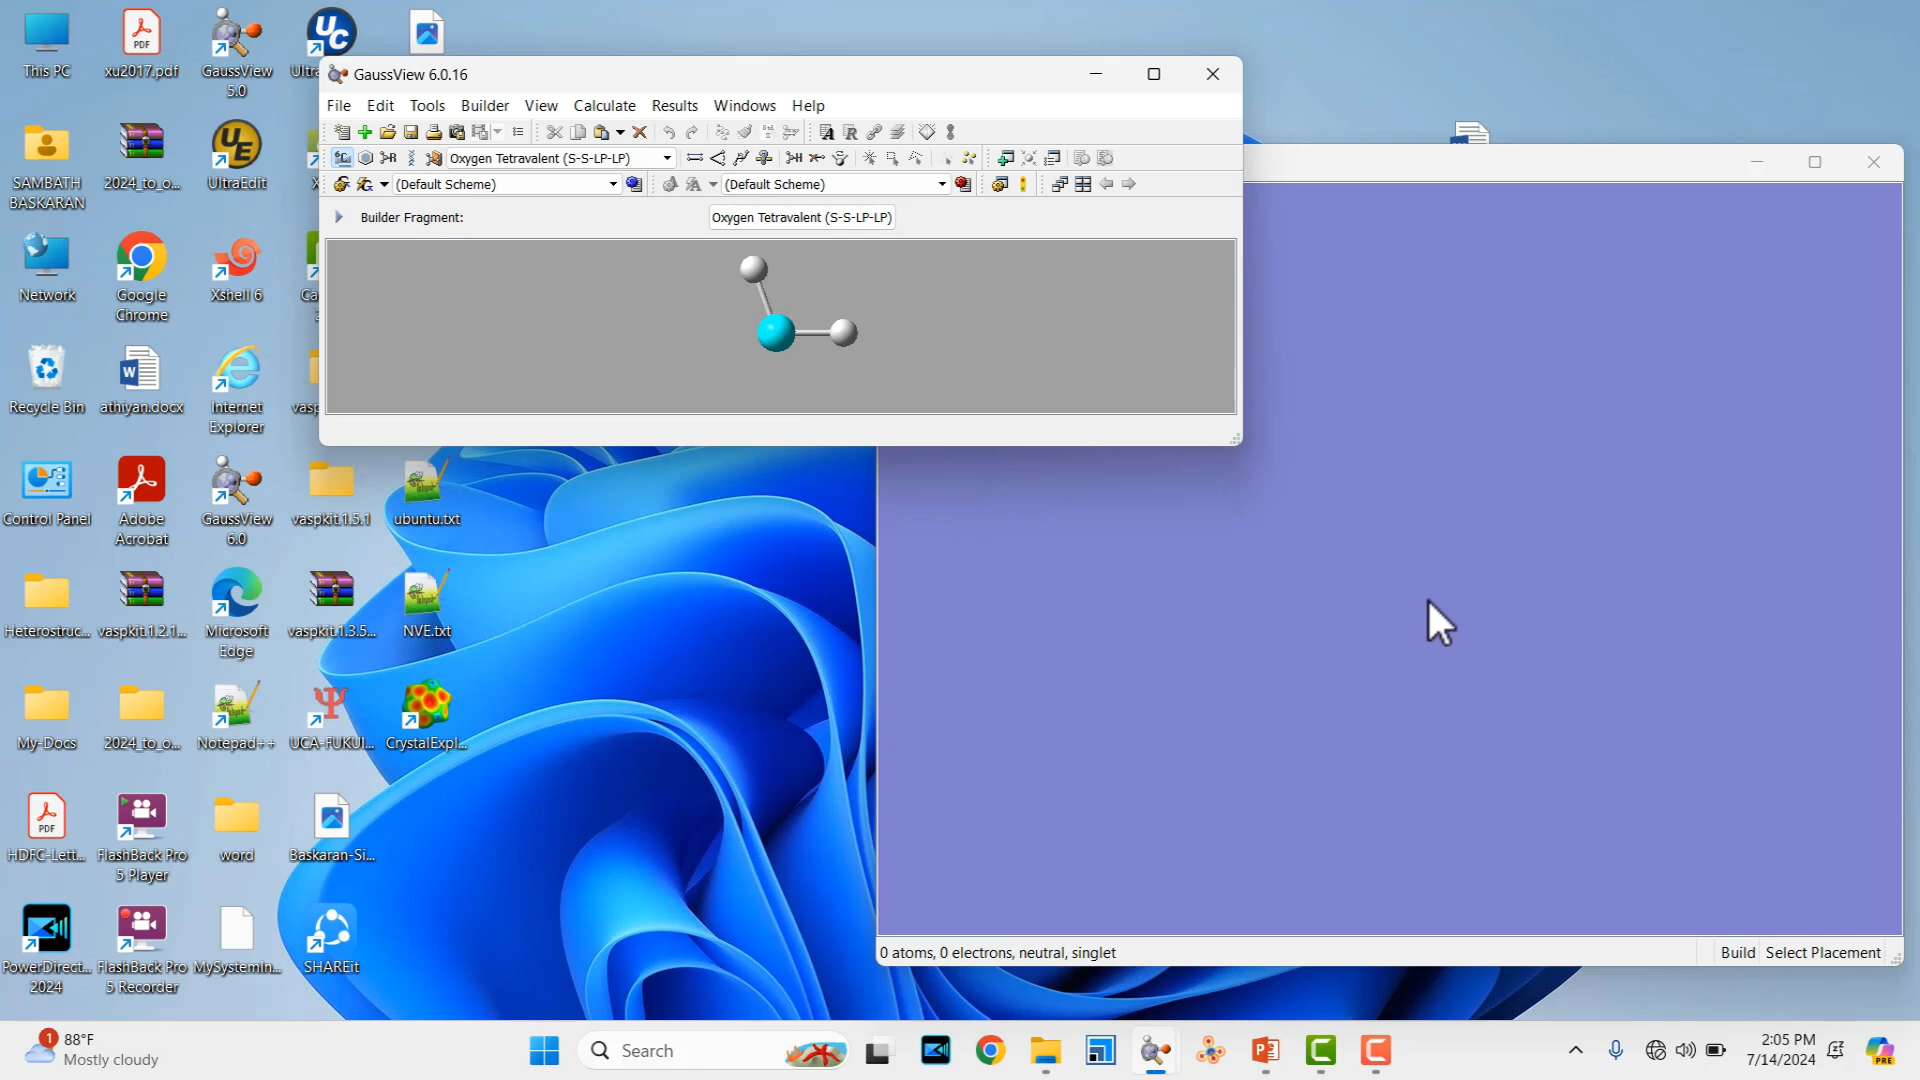 This PC
xu2017.pdf
GaussView
5.0
SAMBATH
BASKARAN
2024_to_o...
UltraEdit
Network
Google
Chrome
Xshell 6
Recycle Bin
athiyan.docx
Internet
Explorer
Control Panel
Adobe
Acrobat
GaussView
6.0
vaspkit.1.5.1
ubuntu.txt
Heterostruc...
vaspkit.1.2.1...
Microsoft
Edge
vaspkit.1.3.5...
NVE.txt
My-Docs
2024_to_o...
Notepad++
UCA-FUKUI...
CrystalExpl...
HDFC-Lett...
FlashBack Pro
5 Player
word
Baskaran-Si...
PowerDirect...
2024
FlashBack Pro
5 Recorder
MySystemin...
SHAREit
GaussView 6.0.16
File Edit Tools Builder View Calculate Results Windows Help
Oxygen Tetravalent (S-S-LP-LP)
(Default Scheme)
(Default Scheme)
Builder Fragment:
Oxygen Tetravalent (S-S-LP-LP)
0 atoms, 0 electrons, neutral, singlet
Build
Select Placement
1
88°F
Mostly cloudy
Search
2:05 PM
7/14/2024
PRE